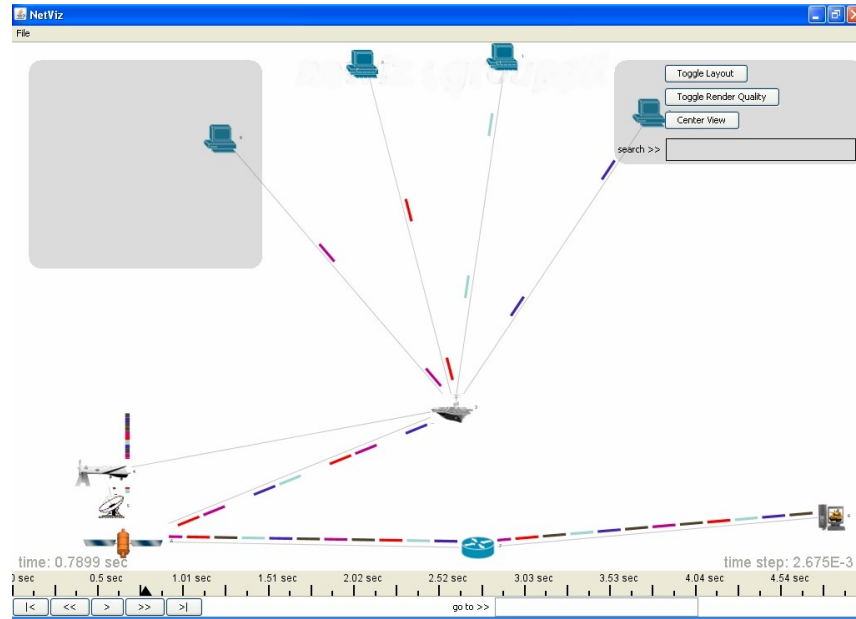 NetViz
File
Toggle Layout
Toggle Render Quality
Center View
search >>
time: 0.7899 sec
time step: 2.675E-3
0 sec 0.5 sec 1.01 sec 1.51 sec 2.02 sec 2.52 sec 3.03 sec 3.53 sec 4.04 sec 4.54 sec
|< << > >> >| go to >>